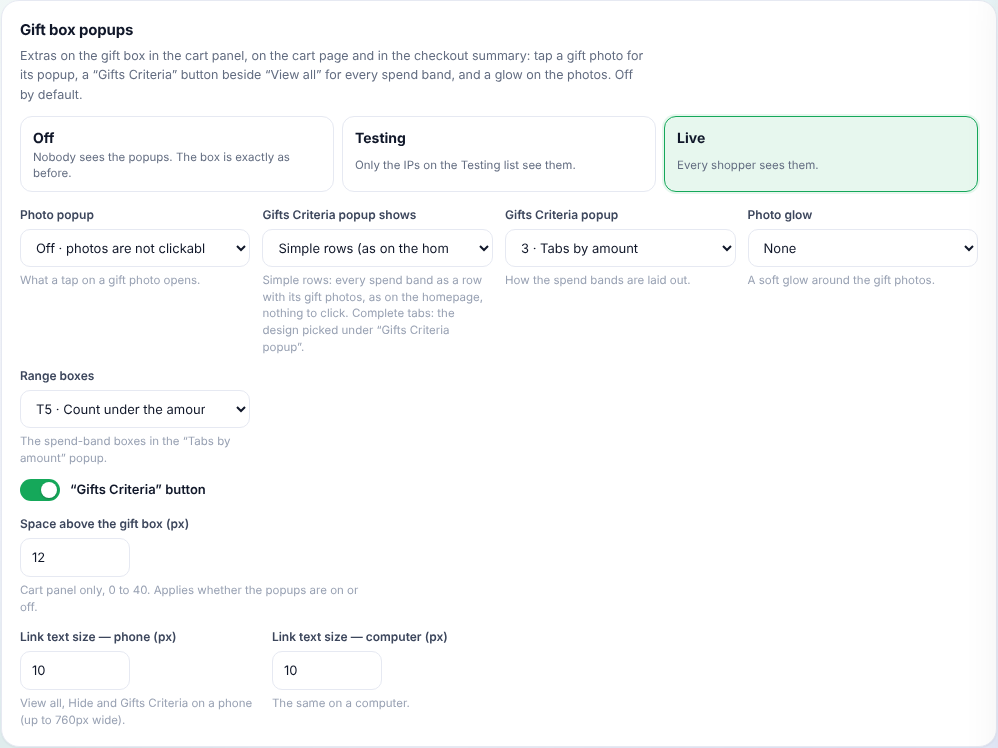 Gift box popups
Extras on the gift box in the cart panel, on the cart page and in the checkout summary: tap a gift photo for
its popup, a “Gifts Criteria” button beside “View all” for every spend band, and a glow on the photos. Off
by default.
Off
Nobody sees the popups. The box is exactly as
before.
Testing
Only the IPs on the Testing list see them.
Live
Every shopper sees them.
Photo popup
Off · photos are not clickabl
What a tap on a gift photo opens.
Gifts Criteria popup shows
Simple rows (as on the hom
Simple rows: every spend band as a row
with its gift photos, as on the homepage,
nothing to click. Complete tabs: the
design picked under “Gifts Criteria
popup”.
Gifts Criteria popup
3 · Tabs by amount
How the spend bands are laid out.
Photo glow
None
A soft glow around the gift photos.
Range boxes
T5 · Count under the amour
The spend-band boxes in the “Tabs by
amount” popup.
“Gifts Criteria” button
Space above the gift box (px)
12
Cart panel only, 0 to 40. Applies whether the popups are on or
off.
Link text size — phone (px)
10
View all, Hide and Gifts Criteria on a phone
(up to 760px wide).
Link text size — computer (px)
10
The same on a computer.